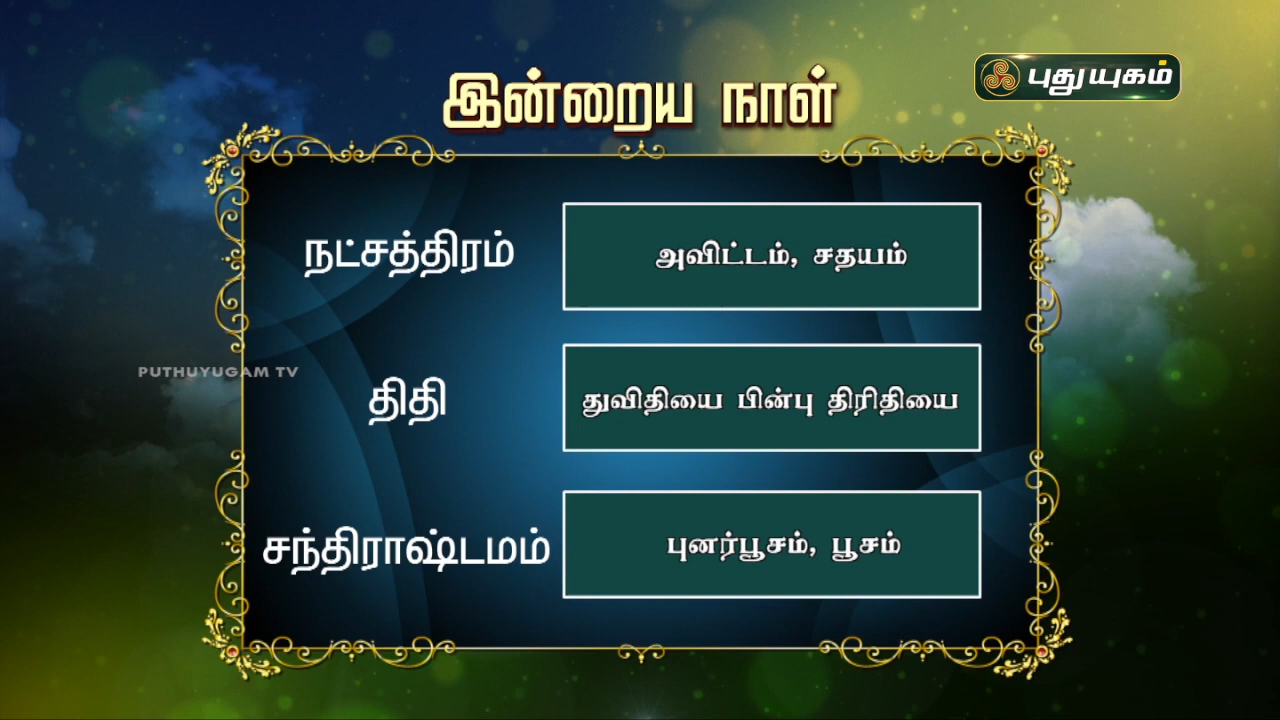 இன்றைய நாள்
புதுயுகம்
நட்சத்திரம்
அவிட்டம், சதயம்
PUTHUYUGAM TV
திதி
துவிதியை பின்பு திரிதியை
சந்திராஷ்டமம்
புனர்பூசம், பூசம்